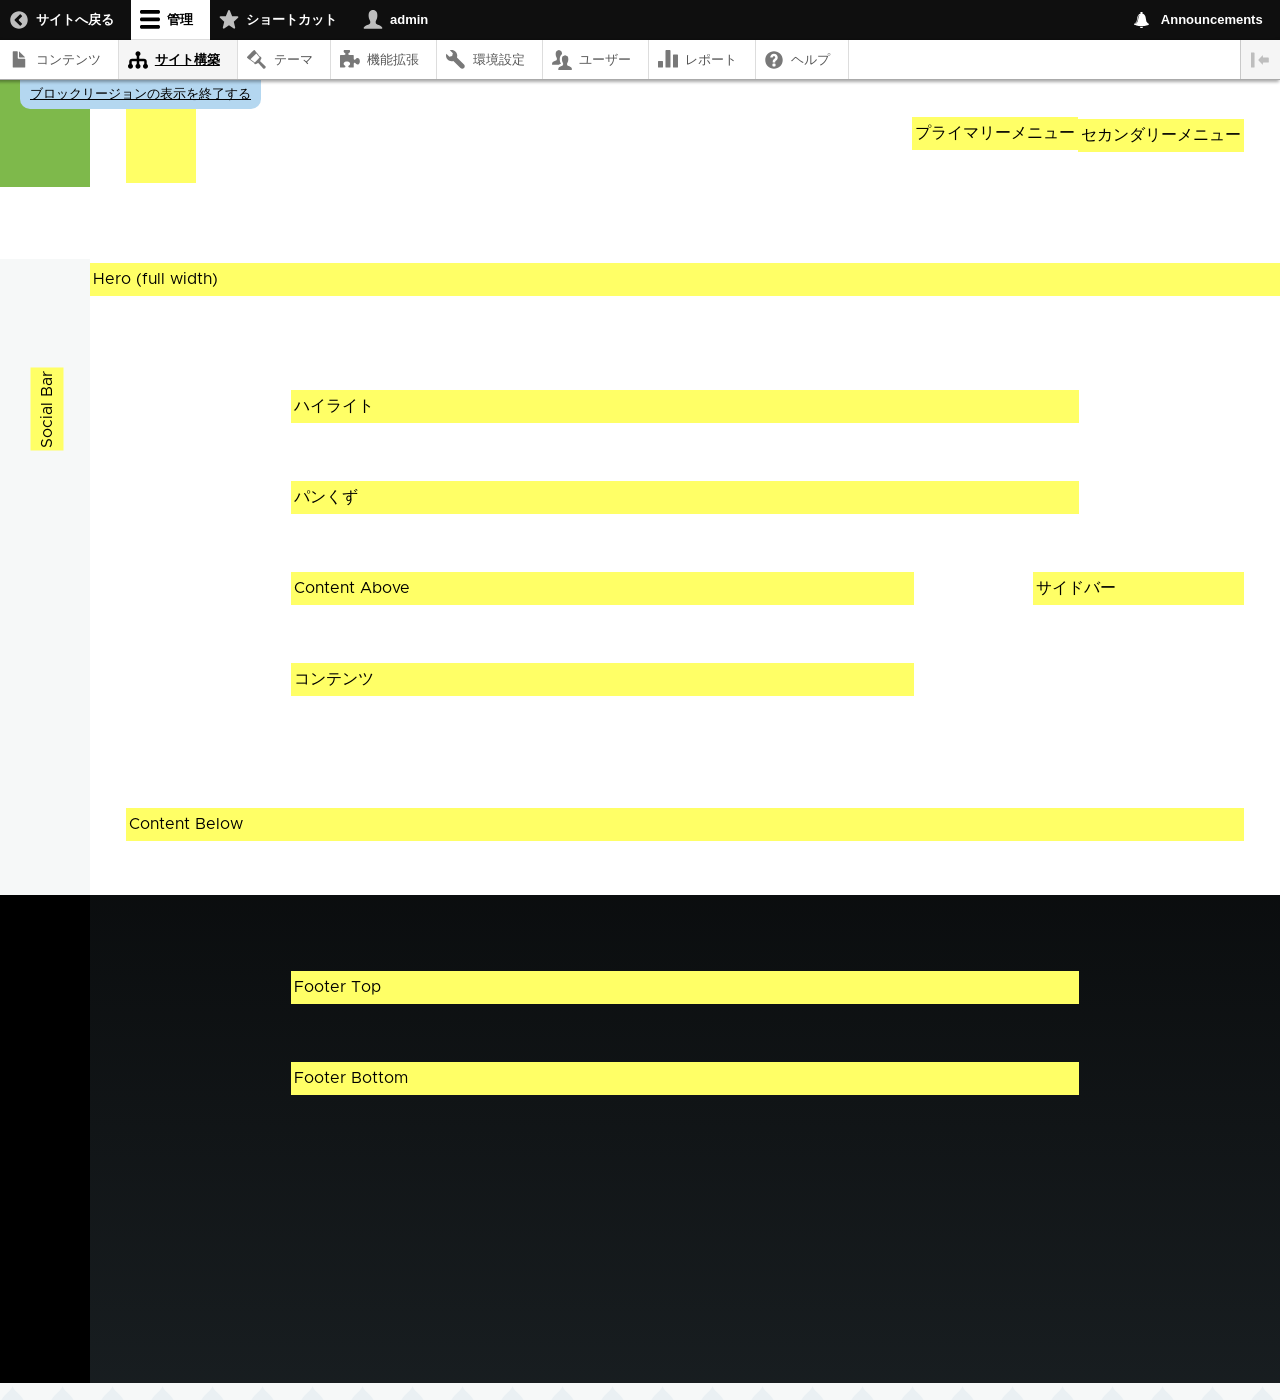 サイトへ戻る 管理 ショートカット admin Announcements
コンテンツ サイト構築 テーマ 機能拡張 環境設定 ユーザー レポート ヘルプ
ブロックリージョンの表示を終了する
プライマリーメニュー セカンダリーメニュー
Hero (full width)
Social Bar
ハイライト
パンくず
Content Above サイドバー
コンテンツ
Content Below
Footer Top
Footer Bottom